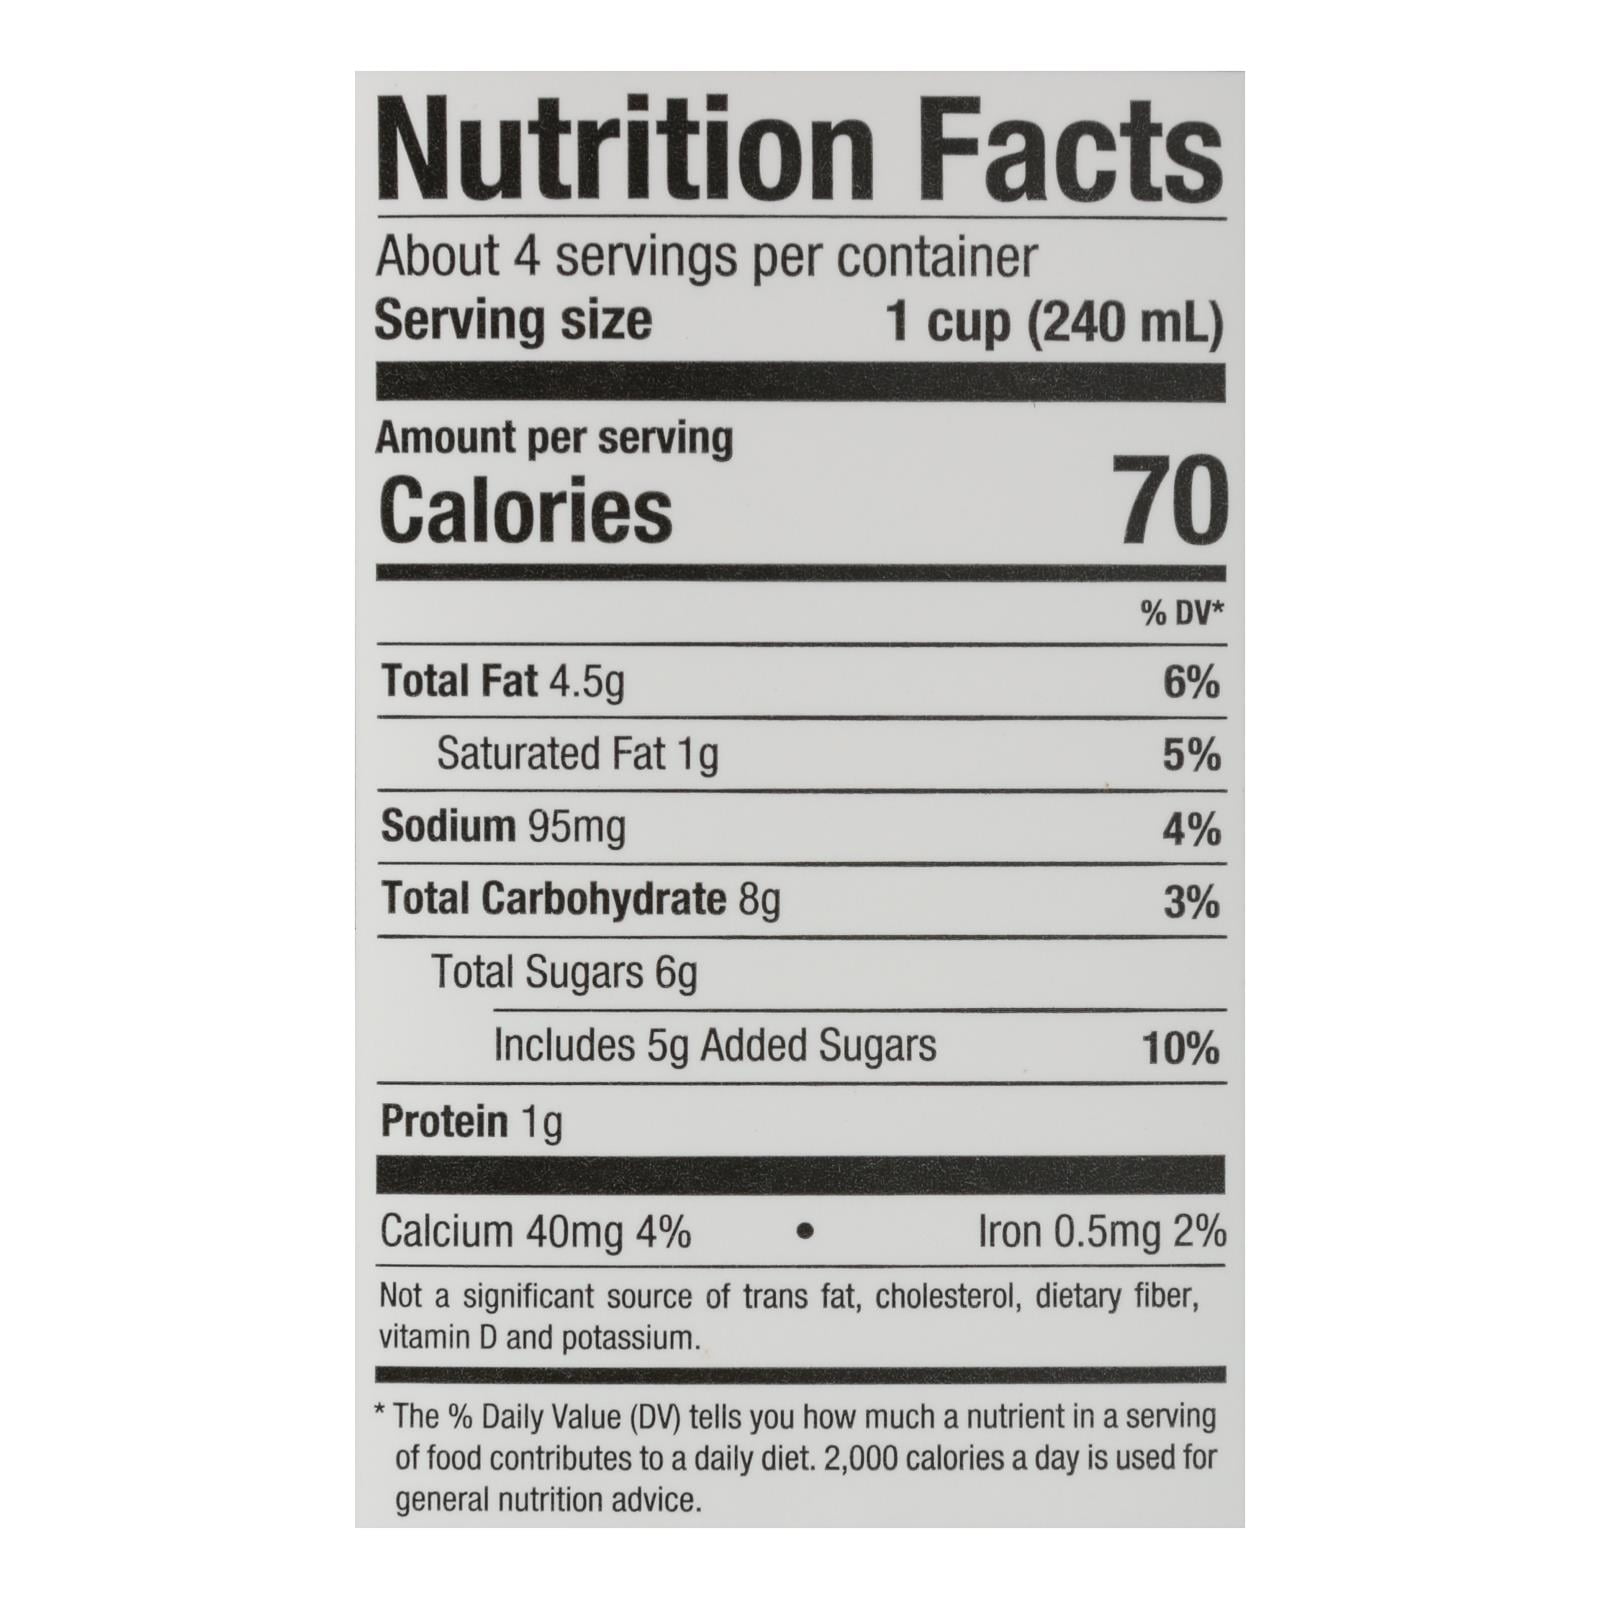 Nutrition Facts
About 4 servings per container
Serving size 1 cup (240 mL)
Amount per serving
Calories 70
% DV*
Total Fat 4.5g 6%
Saturated Fat 1g 5%
Sodium 95mg 4%
Total Carbohydrate 8g 3%
Total Sugars 6g
Includes 5g Added Sugars 10%
Protein 1g
Calcium 40mg 4% • Iron 0.5mg 2%
Not a significant source of trans fat, cholesterol, dietary fiber,
vitamin D and potassium.
* The % Daily Value (DV) tells you how much a nutrient in a serving
of food contributes to a daily diet. 2,000 calories a day is used for
general nutrition advice.